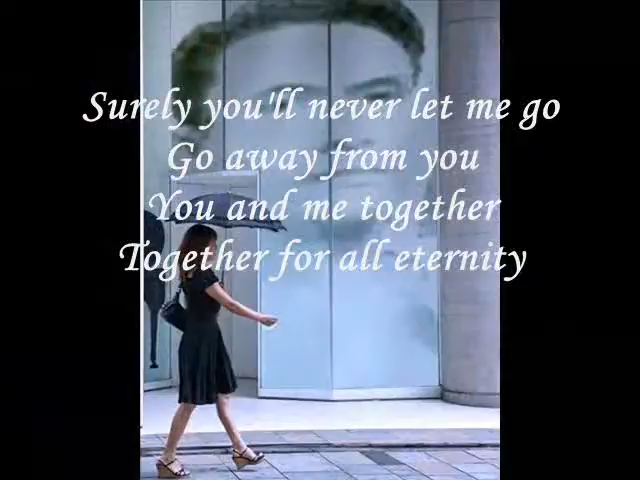 Surely you'll never let me go
Go away from you
You and me together
Together for all eternity